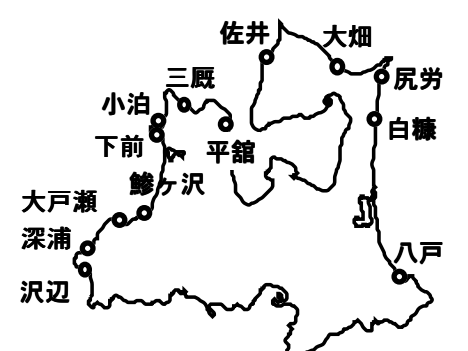 佐井
大畑
三厩
尻労
小泊
白糠
下前
平舘
鰺ヶ沢
大戸瀬
深浦
八戸
沢辺